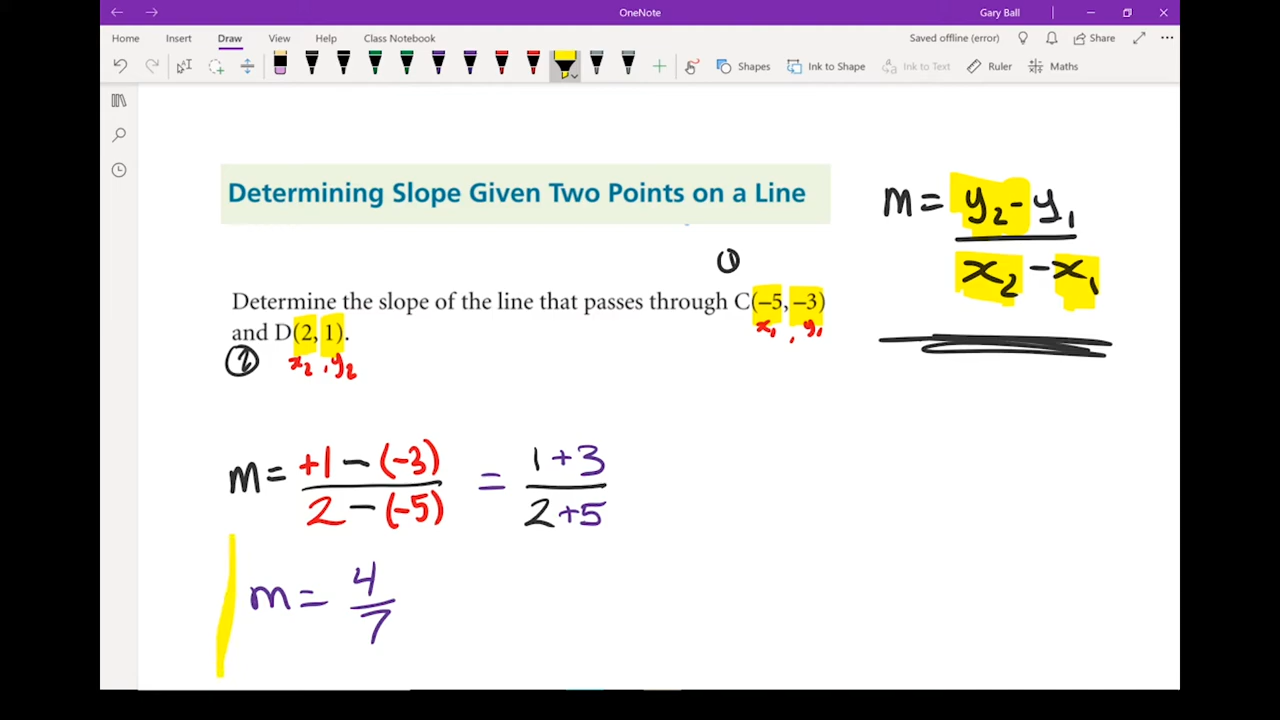 OneNote
Gary Ball
Home Insert Draw View Help Class Notebook
Saved offline (error) Share
Shapes Ink to Shape Ink to Text Ruler Maths
Determining Slope Given Two Points on a Line
m = y₂ - y₁
x₂ - x₁
①
Determine the slope of the line that passes through C(–5, –3)
x₁ , y₁
and D(2, 1).
② x₂ , y₂
m = +1 - (-3) = 1 + 3
2 - (-5) 2 + 5
m = 4
7